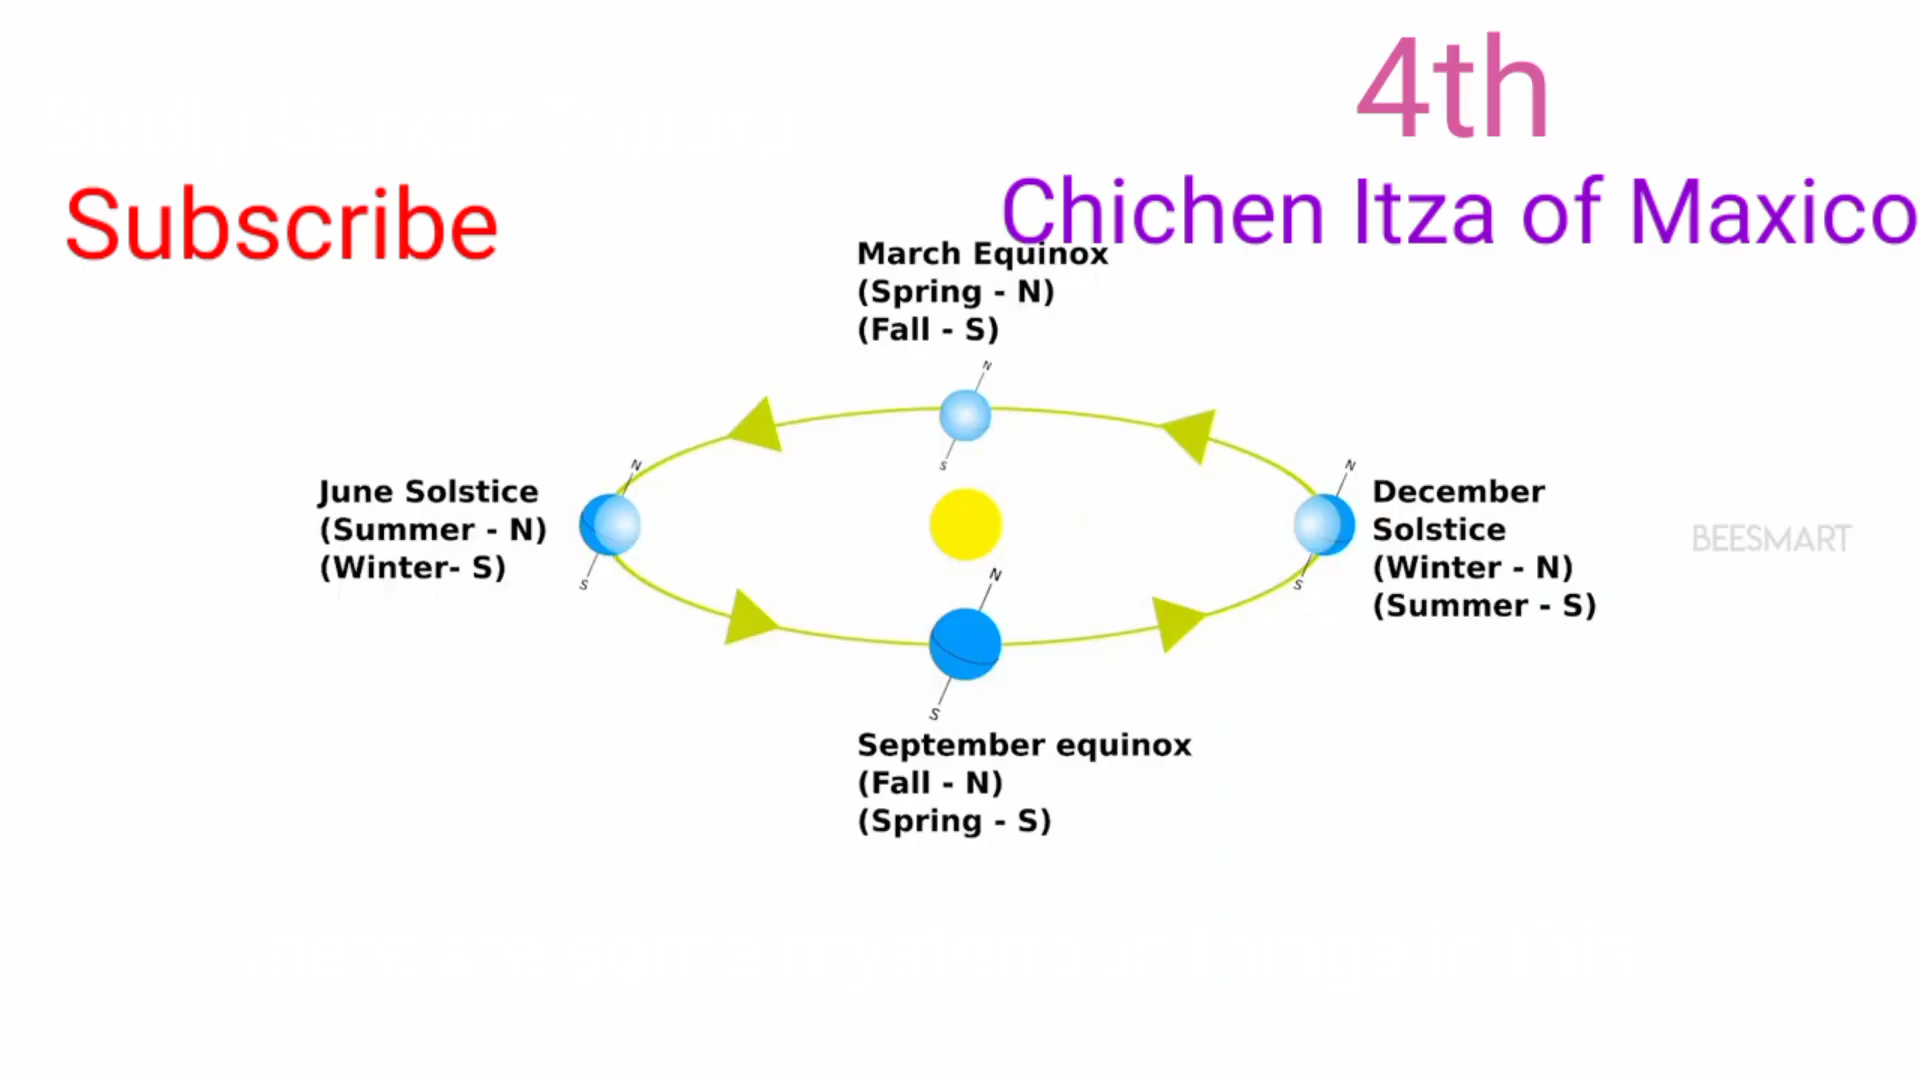 4th
Subscribe
Chichen Itza of Maxico
March Equinox
(Spring - N)
(Fall - S)
N
S
June Solstice
(Summer - N)
(Winter- S)
N
S
December
Solstice
(Winter - N)
(Summer - S)
N
S
BEESMART
N
S
September equinox
(Fall - N)
(Spring - S)